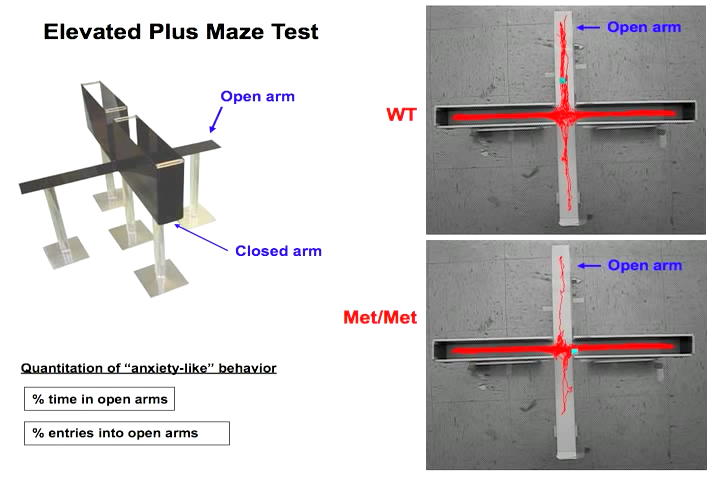 Elevated Plus Maze Test
Open arm
Closed arm
WT
Open arm
Met/Met
Open arm
Quantitation of “anxiety-like” behavior
% time in open arms
% entries into open arms